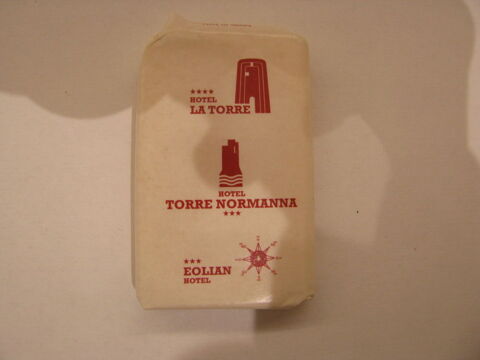 ★★★★
HOTEL
LA TORRE
HOTEL
TORRE NORMANNA
★★★
★★★
EOLIAN
HOTEL